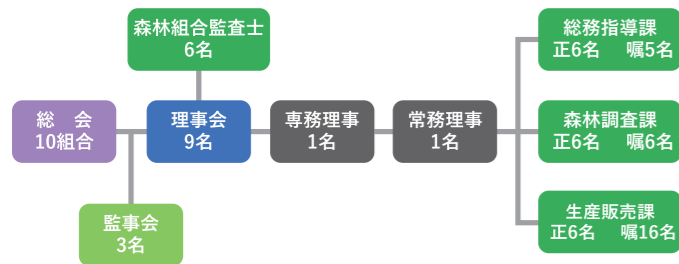 森林組合監査士
6名
総　会
10組合
理事会
9名
専務理事
1名
常務理事
1名
監事会
3名
総務指導課
正6名　嘱5名
森林調査課
正6名　嘱6名
生産販売課
正6名　嘱16名